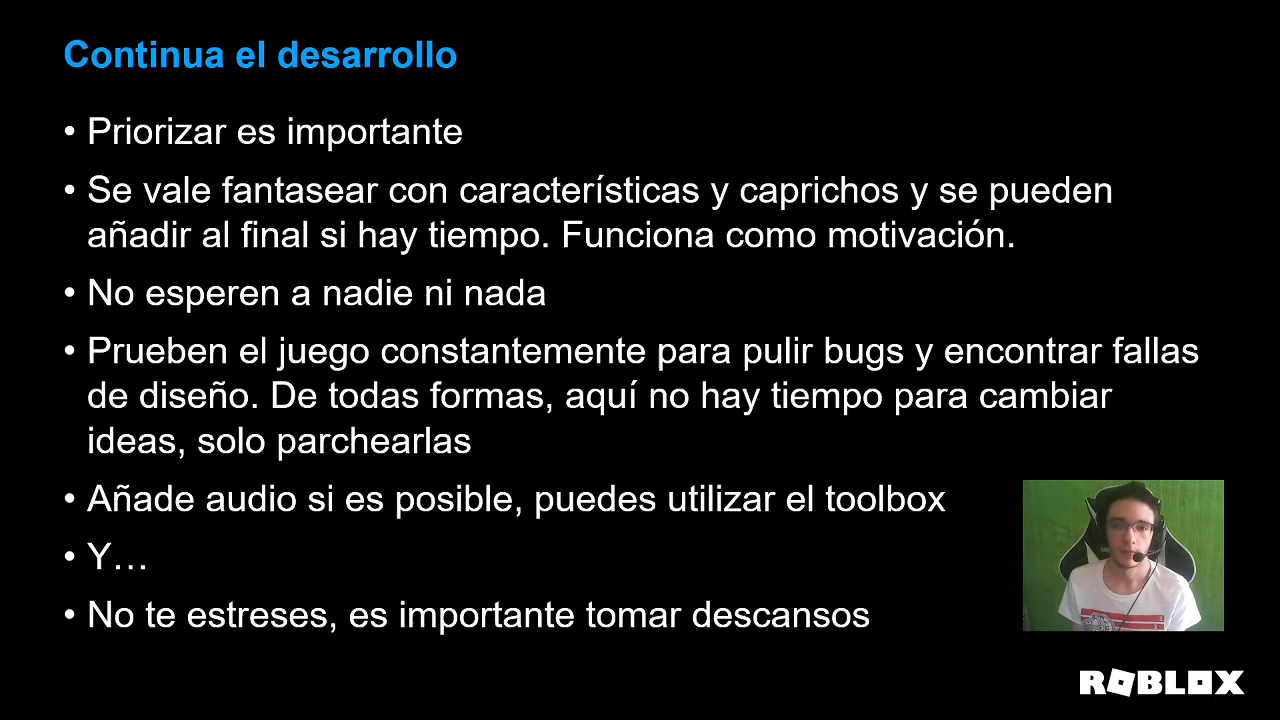 Continua el desarrollo
• Priorizar es importante
• Se vale fantasear con características y caprichos y se pueden
añadir al final si hay tiempo. Funciona como motivación.
• No esperen a nadie ni nada
• Prueben el juego constantemente para pulir bugs y encontrar fallas
de diseño. De todas formas, aquí no hay tiempo para cambiar
ideas, solo parchearlas
• Añade audio si es posible, puedes utilizar el toolbox
• Y…
• No te estreses, es importante tomar descansos
ROBLOX